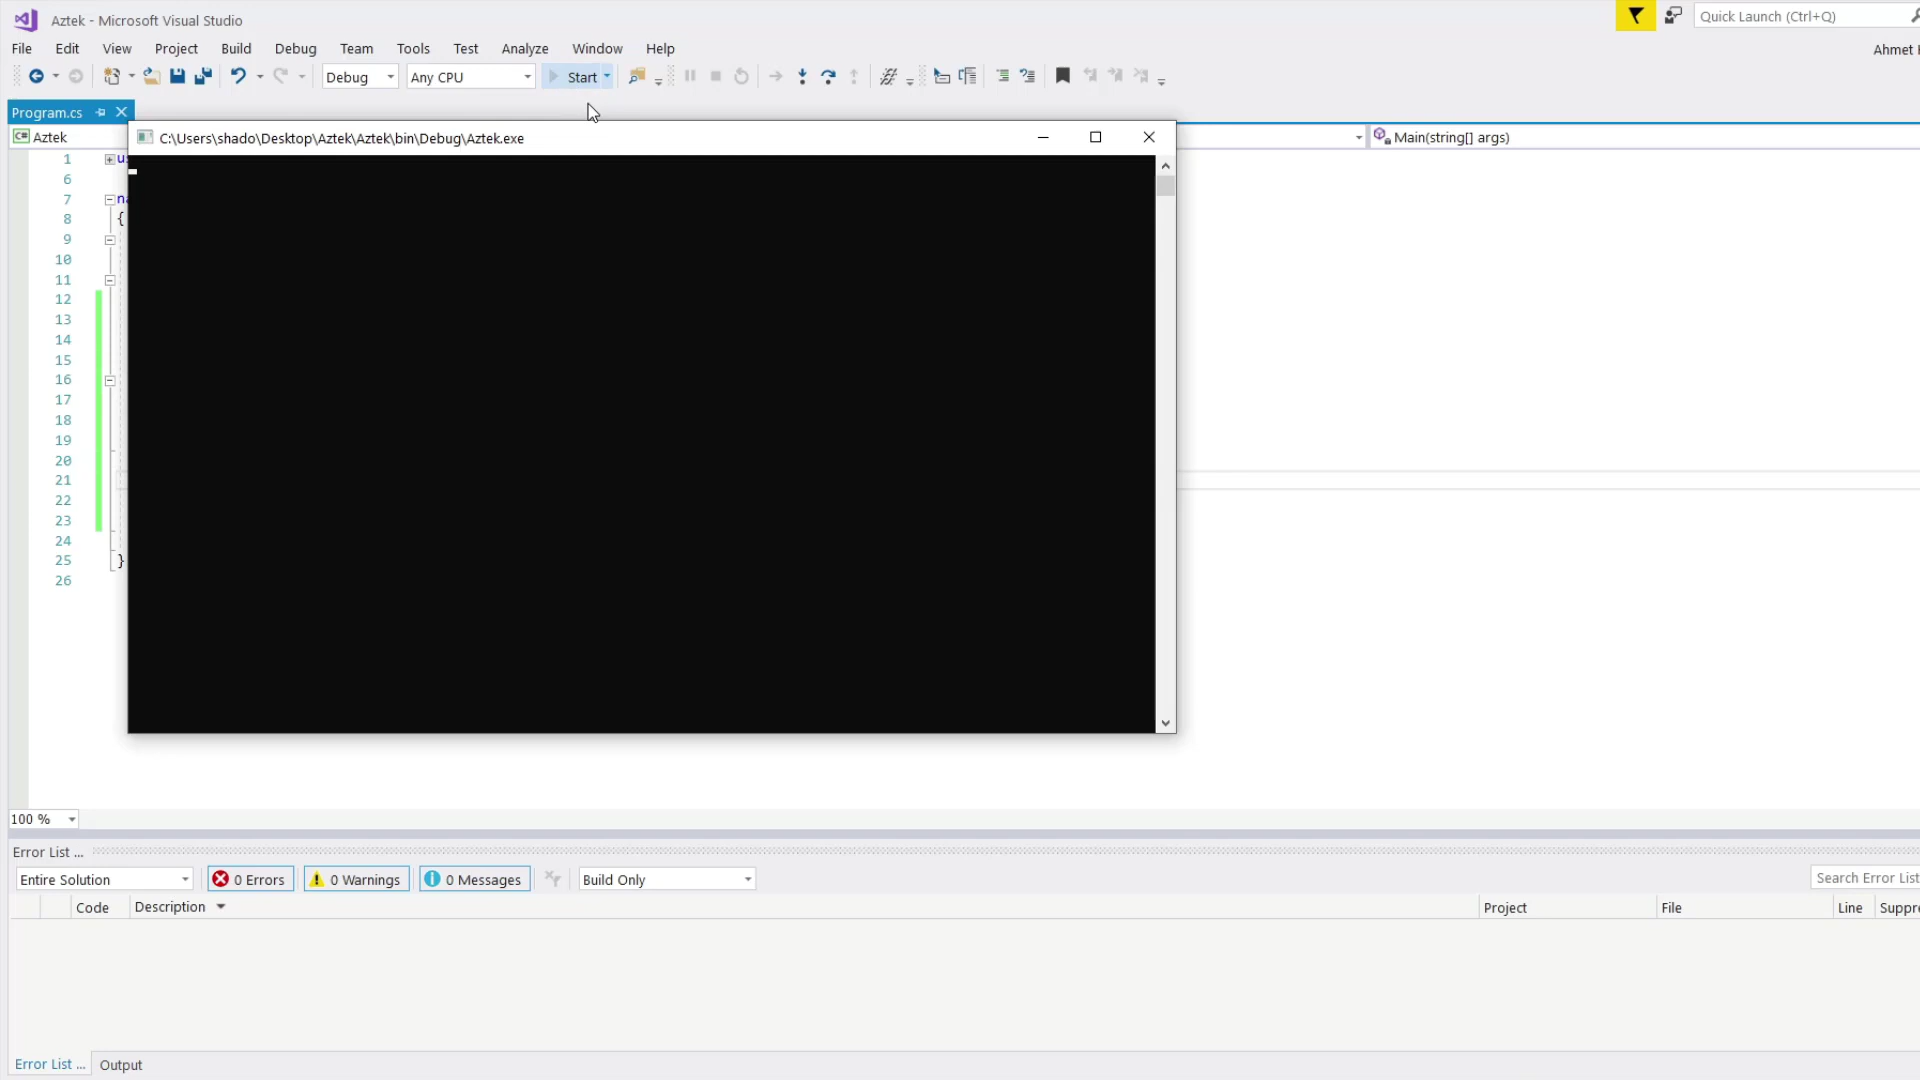 Aztek - Microsoft Visual Studio
Quick Launch (Ctrl+Q)
File Edit View Project Build Debug Team Tools Test Analyze Window Help
Ahmet
Debug Any CPU Start
Program.cs
Aztek
C:\Users\shado\Desktop\Aztek\Aztek\bin\Debug\Aztek.exe
Main(string[] args)
1
6
7
8 {
9
10
11
12
13
14
15
16
17
18
19
20
21
22
23
24
25 }
26
100 %
Error List ...
Entire Solution 0 Errors 0 Warnings 0 Messages Build Only
Search Error List
Code Description Project File Line Suppre
Error List ... Output